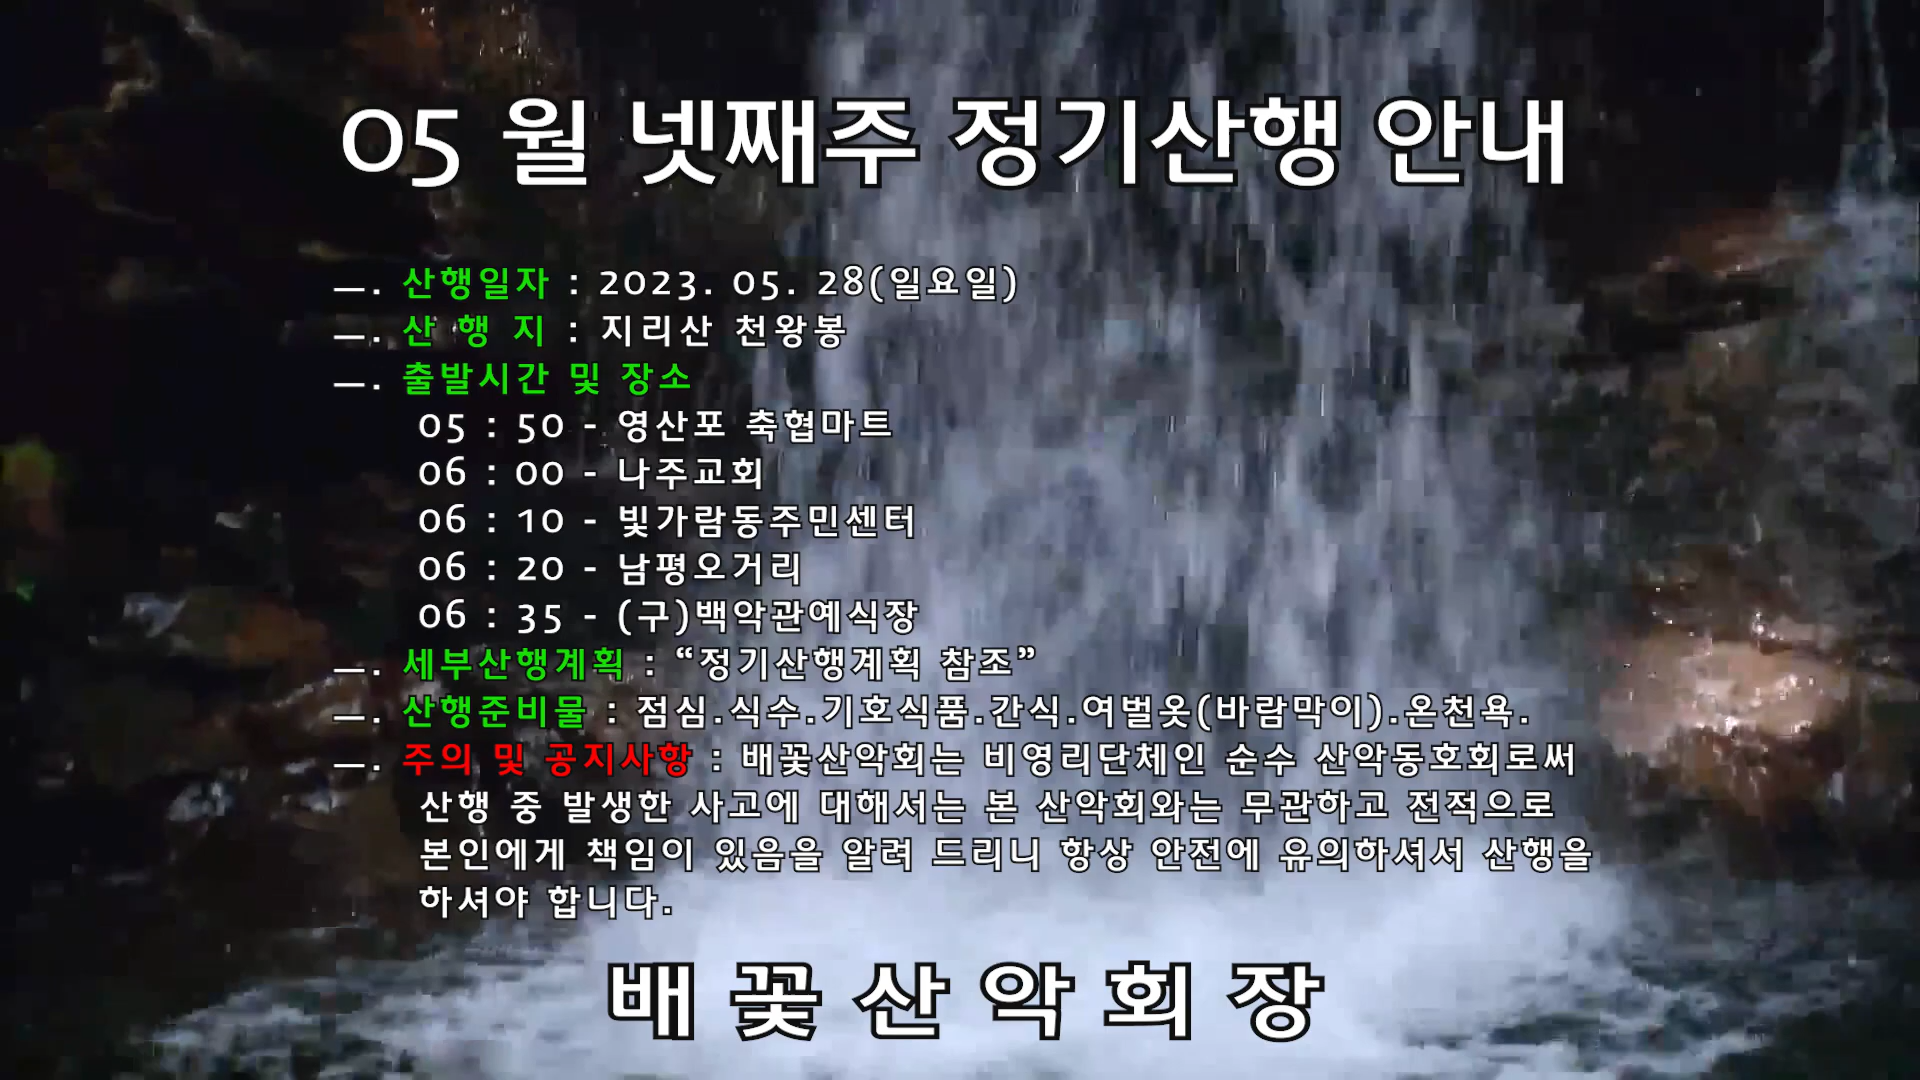 05 월 넷째주 정기산행 안내
ㅡ. 산행일자 : 2023. 05. 28(일요일)
ㅡ. 산 행 지 : 지리산 천왕봉
ㅡ. 출발시간 및 장소
05 : 50 - 영산포 축협마트
06 : 00 - 나주교회
06 : 10 - 빛가람동주민센터
06 : 20 - 남평오거리
06 : 35 - (구)백악관예식장
ㅡ. 세부산행계획 : “정기산행계획 참조”
ㅡ. 산행준비물 : 점심.식수.기호식품.간식.여벌옷(바람막이).온천욕.
ㅡ. 주의 및 공지사항 : 배꽃산악회는 비영리단체인 순수 산악동호회로써
산행 중 발생한 사고에 대해서는 본 산악회와는 무관하고 전적으로
본인에게 책임이 있음을 알려 드리니 항상 안전에 유의하셔서 산행을
하셔야 합니다.
배 꽃 산 악 회 장